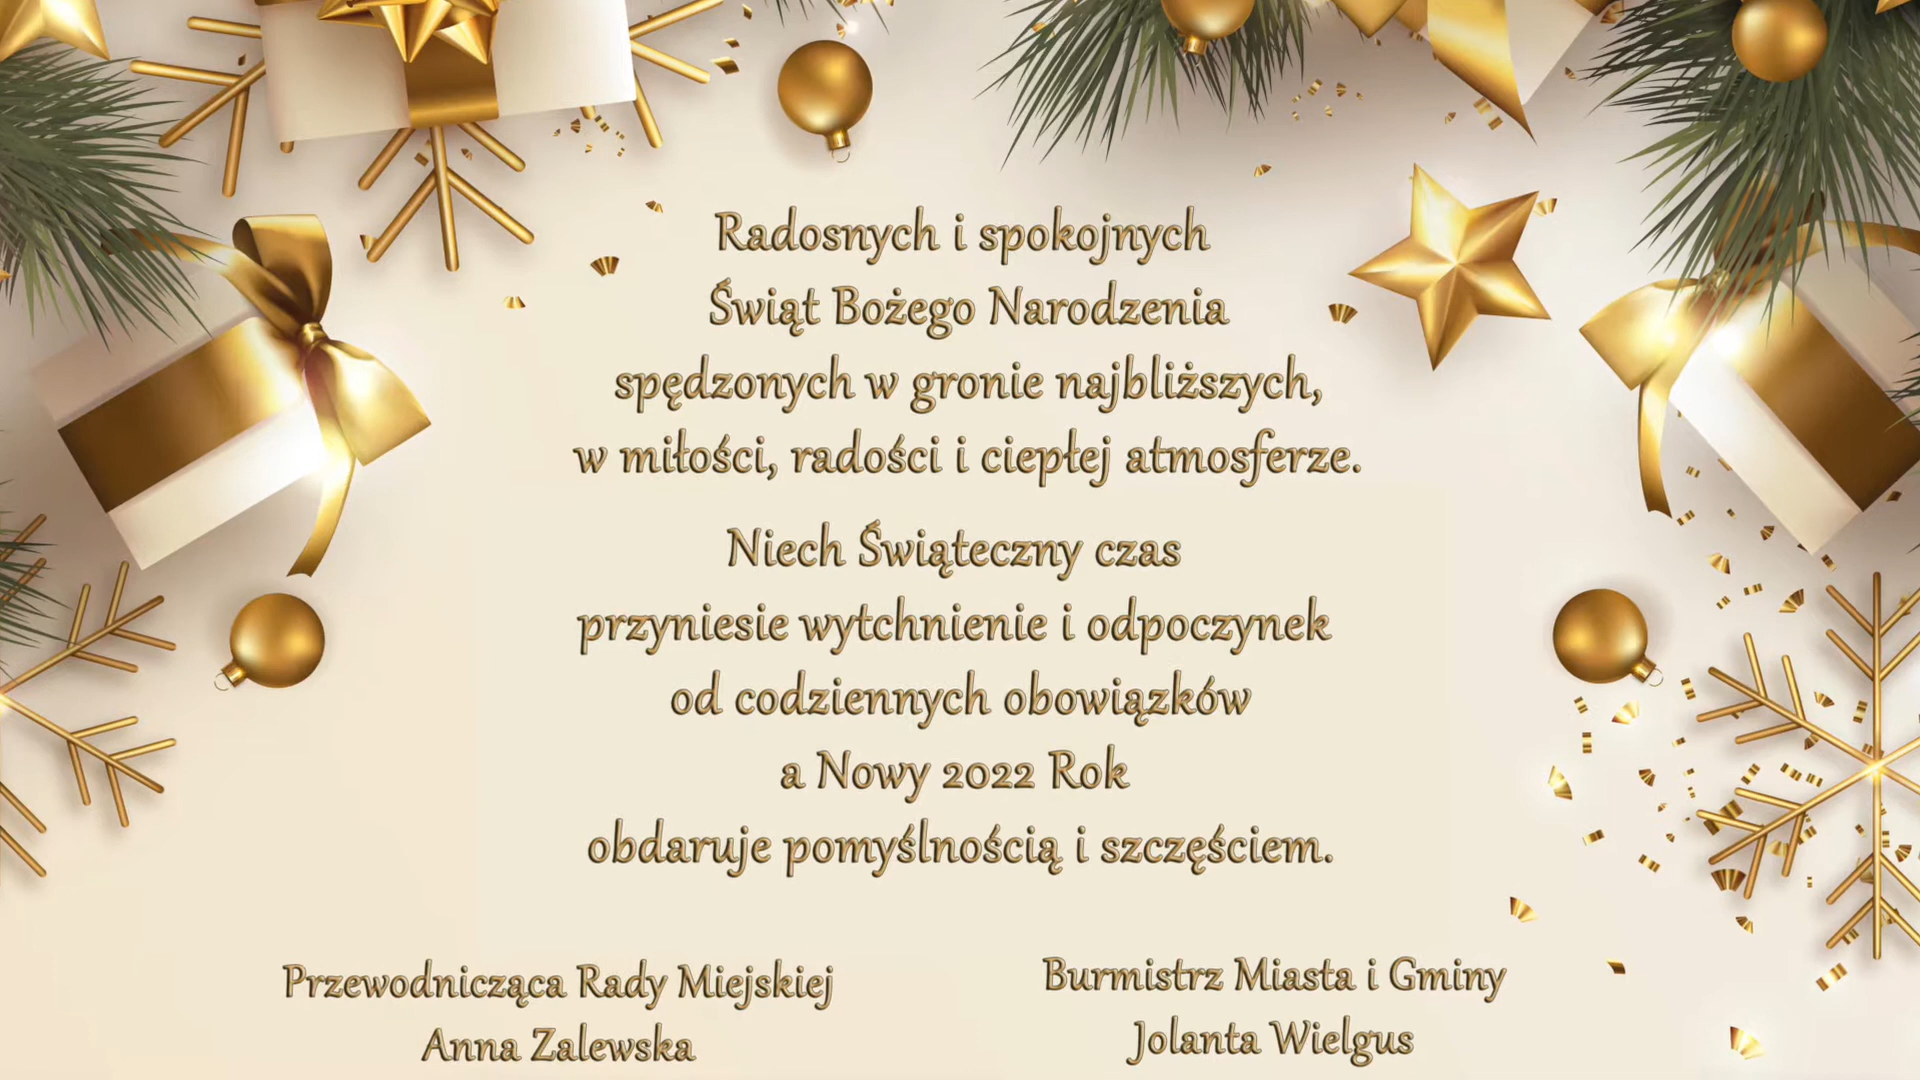 Radosnych i spokojnych
Świąt Bożego Narodzenia
spędzonych w gronie najbliższych,
w miłości, radości i ciepłej atmosferze.
Niech Świąteczny czas
przyniesie wytchnienie i odpoczynek
od codziennych obowiązków
a Nowy 2022 Rok
obdaruje pomyślnością i szczęściem.
Przewodnicząca Rady Miejskiej
Anna Zalewska
Burmistrz Miasta i Gminy
Jolanta Wielgus